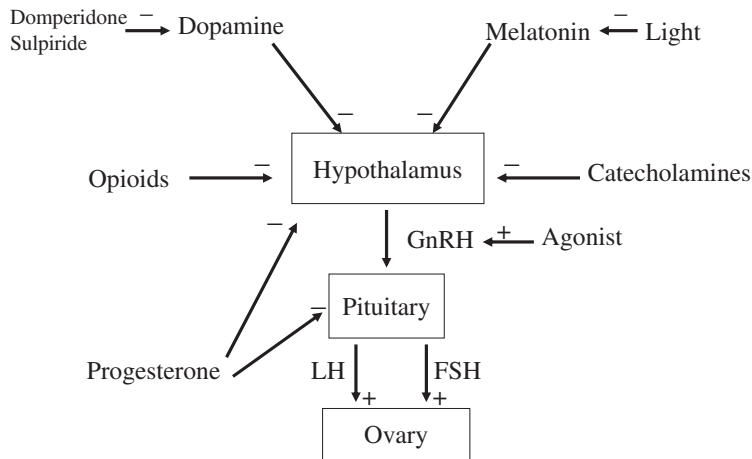 Domperidone
Sulpiride
− Dopamine
Melatonin − Light
− −
Opioids − Hypothalamus − Catecholamines
−
GnRH + Agonist
− Pituitary
Progesterone LH FSH
+ +
Ovary